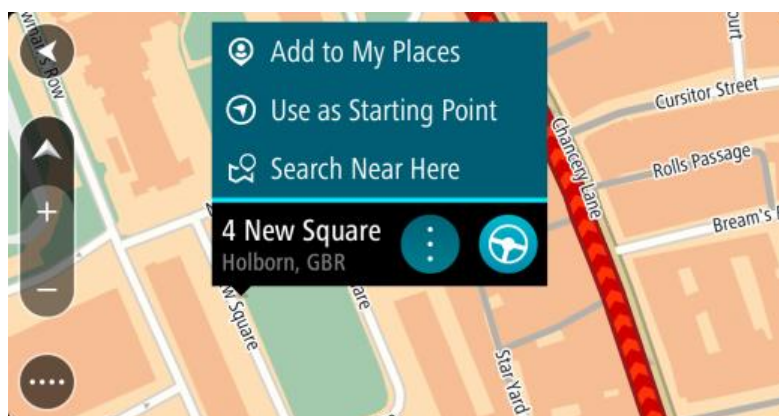 Add to My Places
Use as Starting Point
Search Near Here
4 New Square
Holborn, GBR
Chancery Lane
Cursitor Street
Rolls Passage
Bream's
Star Yard
Square
Row